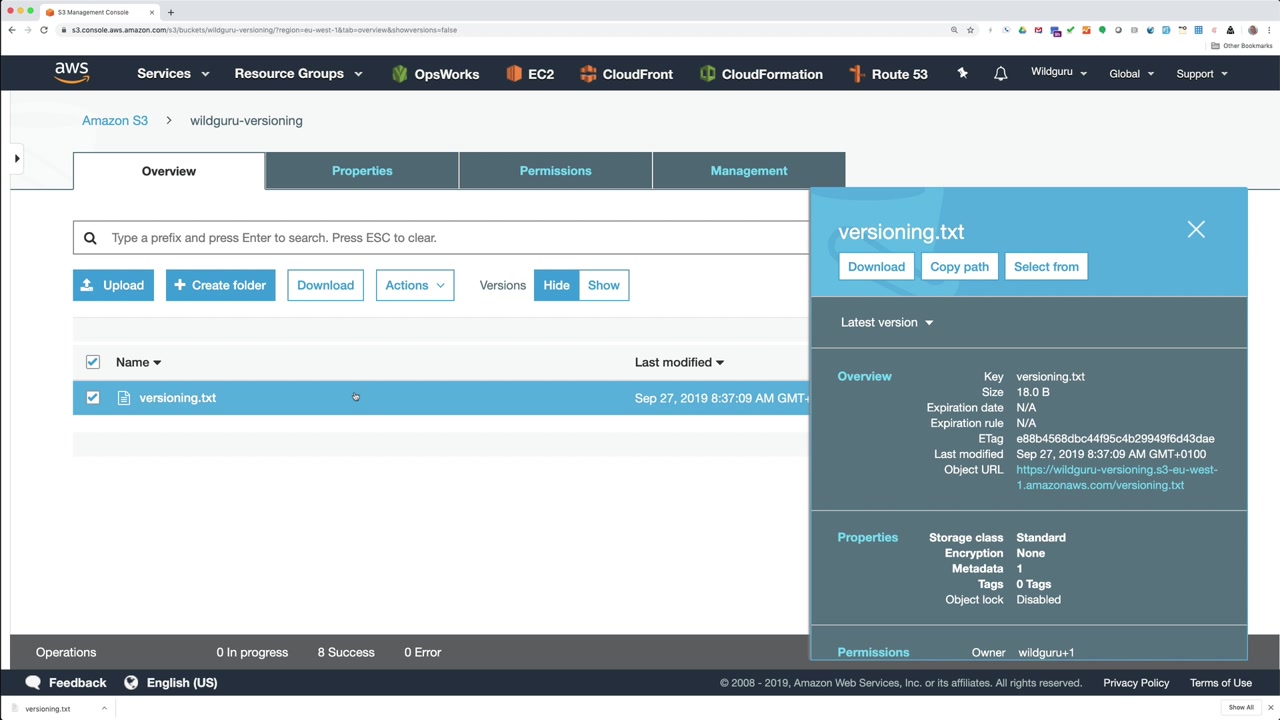 S3 Management Console
s3.console.aws.amazon.com/s3/buckets/wildguru-versioning/?region=eu-west-1&tab=overview&showversions=false
Other Bookmarks
aws
Services
Resource Groups
OpsWorks
EC2
CloudFront
CloudFormation
Route 53
Wildguru
Global
Support
Amazon S3
wildguru-versioning
Overview
Properties
Permissions
Management
Type a prefix and press Enter to search. Press ESC to clear.
Upload
Create folder
Download
Actions
Versions
Hide
Show
Name
Last modified
versioning.txt
Sep 27, 2019 8:37:09 AM GMT+
versioning.txt
Download
Copy path
Select from
Latest version
Overview
Key versioning.txt
Size 18.0 B
Expiration date N/A
Expiration rule N/A
ETag e88b4568dbc44f95c4b29949f6d43dae
Last modified Sep 27, 2019 8:37:09 AM GMT+0100
Object URL https://wildguru-versioning.s3-eu-west-
1.amazonaws.com/versioning.txt
Properties
Storage class Standard
Encryption None
Metadata 1
Tags 0 Tags
Object lock Disabled
Permissions
Owner wildguru+1
Operations
0 In progress
8 Success
0 Error
Feedback
English (US)
© 2008 - 2019, Amazon Web Services, Inc. or its affiliates. All rights reserved.
Privacy Policy
Terms of Use
versioning.txt
Show All